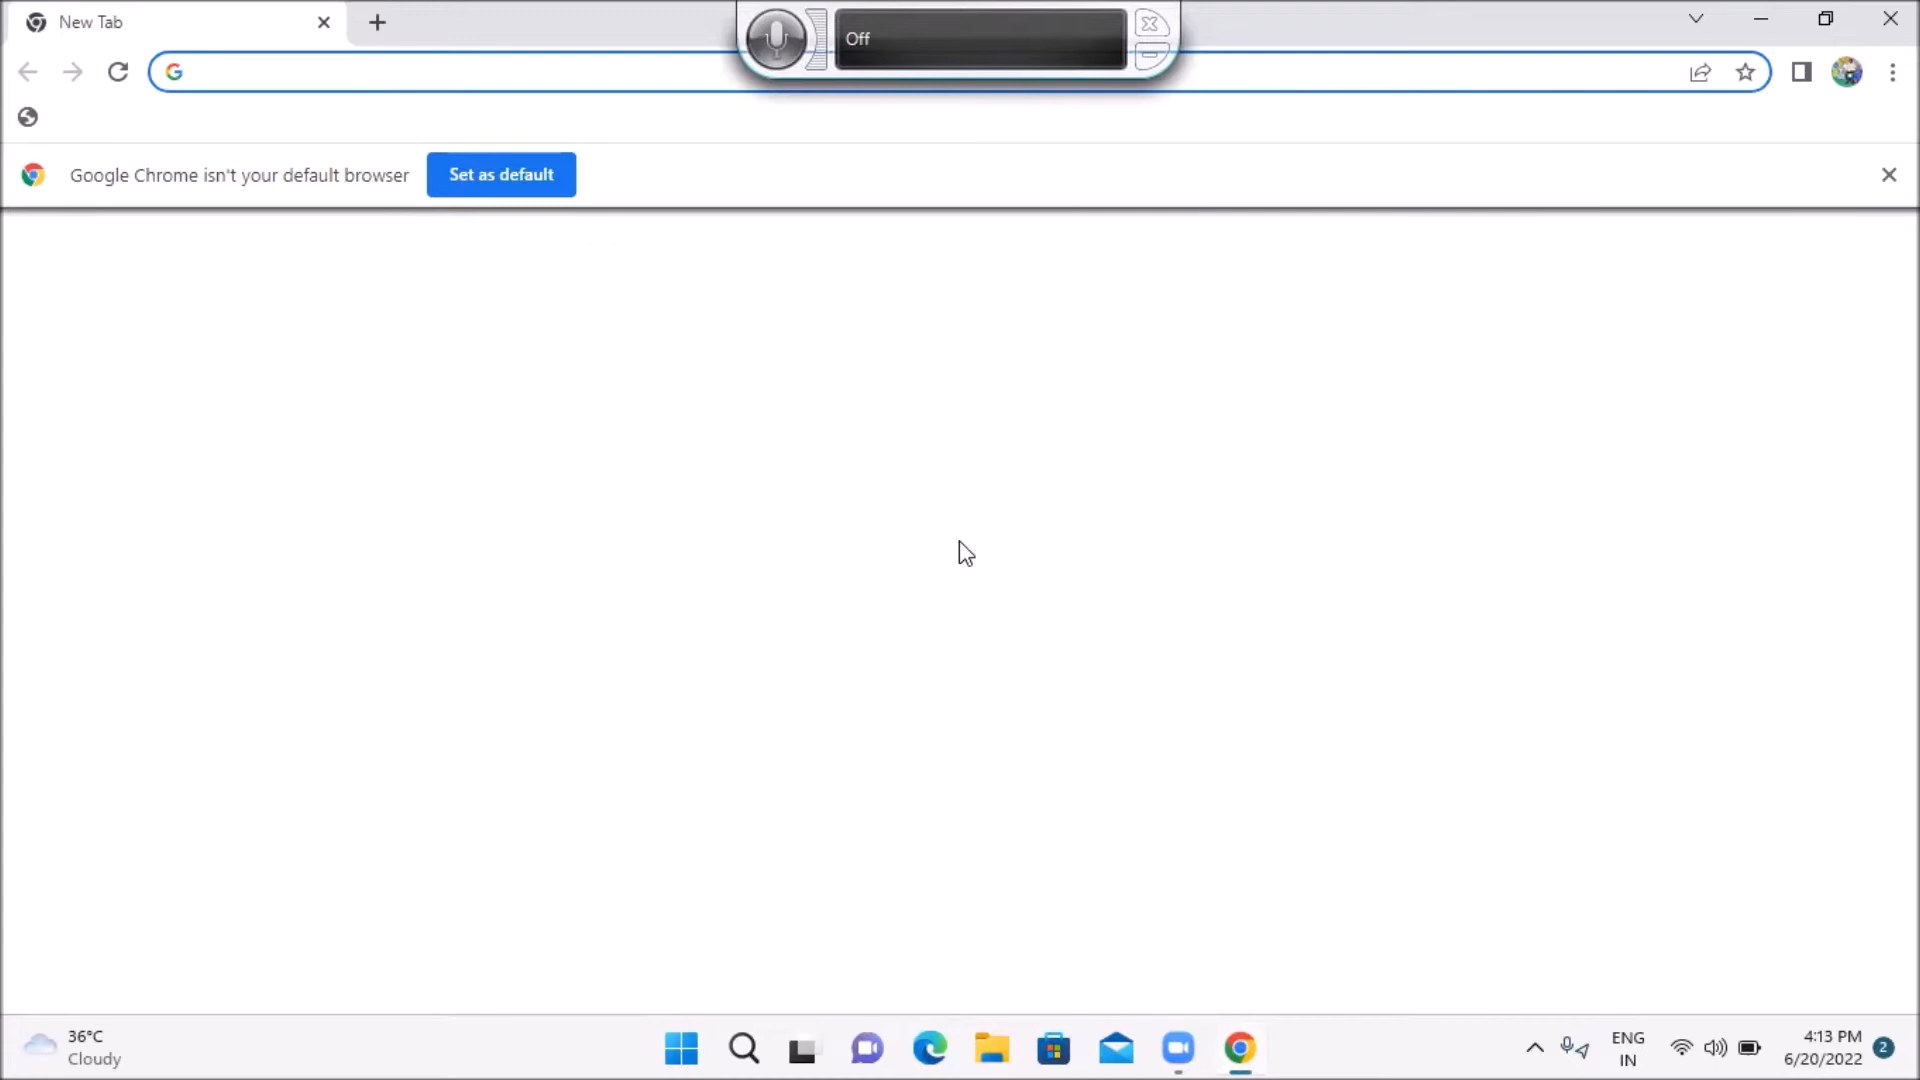 New Tab
Off
Google Chrome isn't your default browser
Set as default
36°C
Cloudy
ENG
IN
4:13 PM
6/20/2022
2